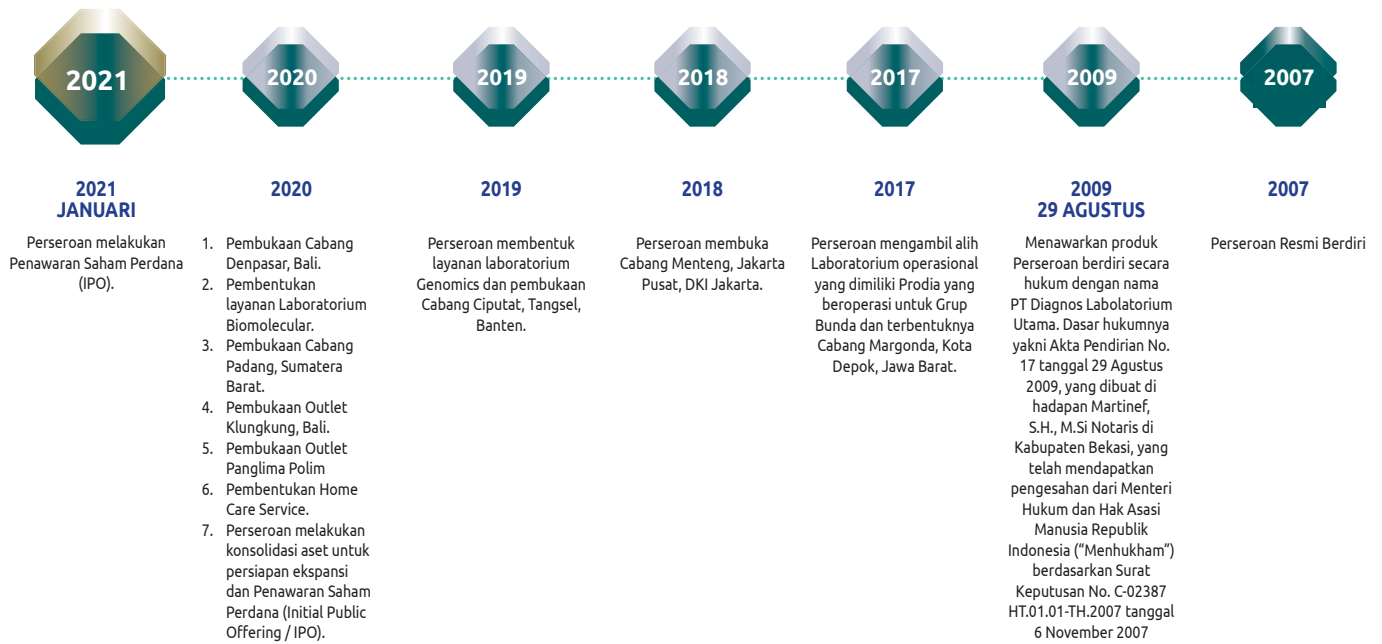 2021
2020
2019
2018
2017
2009
2007
2021
JANUARI
Perseroan melakukan
Penawaran Saham Perdana
(IPO).
2020
1. Pembukaan Cabang
Denpasar, Bali.
2. Pembentukan
layanan Laboratorium
Biomolecular.
3. Pembukaan Cabang
Padang, Sumatera
Barat.
4. Pembukaan Outlet
Klungkung, Bali.
5. Pembukaan Outlet
Panglima Polim
6. Pembentukan Home
Care Service.
7. Perseroan melakukan
konsolidasi aset untuk
persiapan ekspansi
dan Penawaran Saham
Perdana (Initial Public
Offering / IPO).
2019
Perseroan membentuk
layanan laboratorium
Genomics dan pembukaan
Cabang Ciputat, Tangsel,
Banten.
2018
Perseroan membuka
Cabang Menteng, Jakarta
Pusat, DKI Jakarta.
2017
Perseroan mengambil alih
Laboratorium operasional
yang dimiliki Prodia yang
beroperasi untuk Grup
Bunda dan terbentuknya
Cabang Margonda, Kota
Depok, Jawa Barat.
2009
29 AGUSTUS
Menawarkan produk
Perseroan berdiri secara
hukum dengan nama
PT Diagnos Labolatorium
Utama. Dasar hukumnya
yakni Akta Pendirian No.
17 tanggal 29 Agustus
2009, yang dibuat di
hadapan Martinef,
S.H., M.Si Notaris di
Kabupaten Bekasi, yang
telah mendapatkan
pengesahan dari Menteri
Hukum dan Hak Asasi
Manusia Republik
Indonesia (“Menhukham”)
berdasarkan Surat
Keputusan No. C-02387
HT.01.01-TH.2007 tanggal
6 November 2007
2007
Perseroan Resmi Berdiri